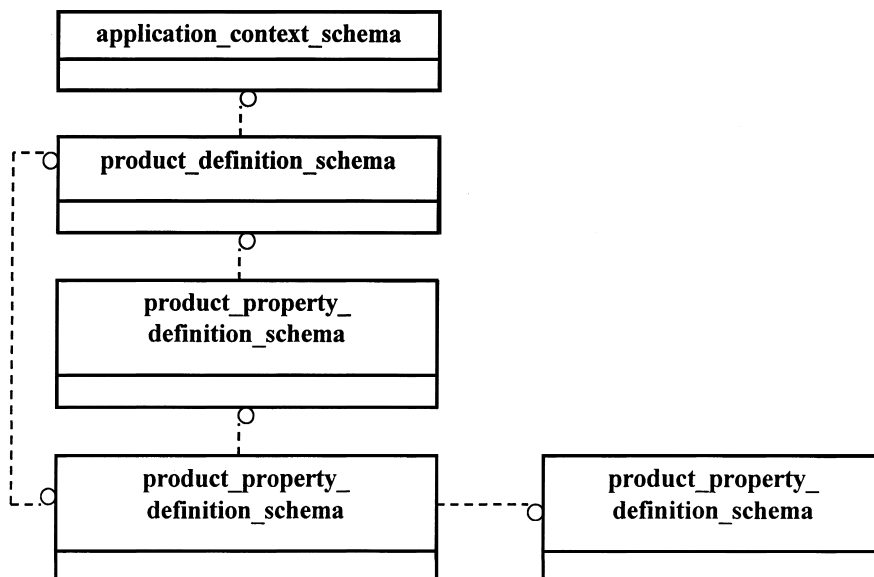 application_context_schema
product_definition_schema
product_property_
definition_schema
product_property_
definition_schema
product_property_
definition_schema